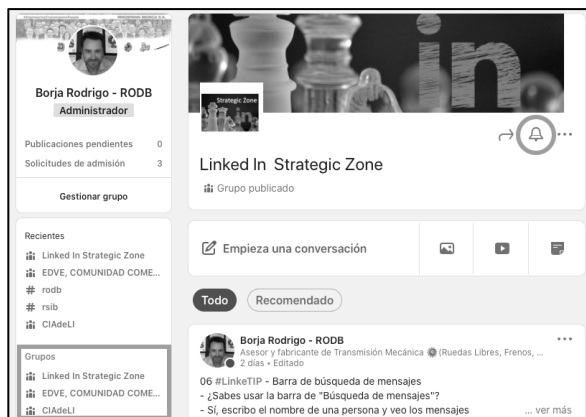 Borja Rodrigo - RODB
Administrador
Publicaciones pendientes 0
Solicitudes de admisión 3
Gestionar grupo
Recientes
Linked In Strategic Zone
EDVE, COMUNIDAD COME...
# rodb
# rsib
CIAdeLI
Grupos
Linked In Strategic Zone
EDVE, COMUNIDAD COME...
CIAdeLI
in
Strategic Zone
Linked In Strategic Zone
Grupo publicado
Empieza una conversación
Todo
Recomendado
Borja Rodrigo - RODB
Asesor y fabricante de Transmisión Mecánica (Ruedas Libres, Frenos, ...
2 días • Editado
06 #LinkeTIP - Barra de búsqueda de mensajes
- ¿Sabes usar la barra de "Búsqueda de mensajes"?
- Sí, escribo el nombre de una persona y veo los mensajes
... ver más